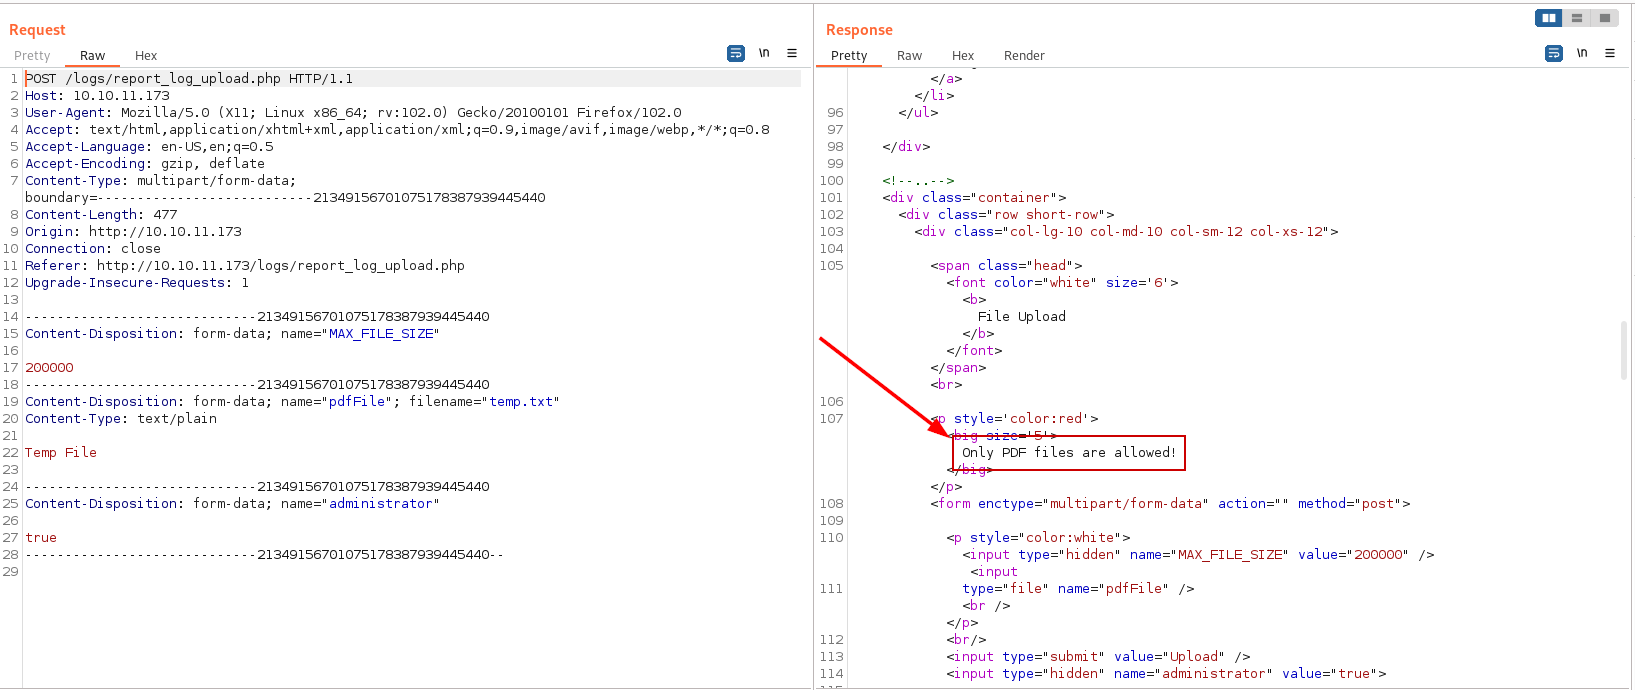 Request
Pretty Raw Hex \n
1 POST /logs/report_log_upload.php HTTP/1.1
2 Host: 10.10.11.173
3 User-Agent: Mozilla/5.0 (X11; Linux x86_64; rv:102.0) Gecko/20100101 Firefox/102.0
4 Accept: text/html,application/xhtml+xml,application/xml;q=0.9,image/avif,image/webp,*/*;q=0.8
5 Accept-Language: en-US,en;q=0.5
6 Accept-Encoding: gzip, deflate
7 Content-Type: multipart/form-data;
boundary=---------------------------21349156701075178387939445440
8 Content-Length: 477
9 Origin: http://10.10.11.173
10 Connection: close
11 Referer: http://10.10.11.173/logs/report_log_upload.php
12 Upgrade-Insecure-Requests: 1
13
14 -----------------------------21349156701075178387939445440
15 Content-Disposition: form-data; name="MAX_FILE_SIZE"
16
17 200000
18 -----------------------------21349156701075178387939445440
19 Content-Disposition: form-data; name="pdfFile"; filename="temp.txt"
20 Content-Type: text/plain
21
22 Temp File
23
24 -----------------------------21349156701075178387939445440
25 Content-Disposition: form-data; name="administrator"
26
27 true
28 -----------------------------21349156701075178387939445440--
29
Response
Pretty Raw Hex Render \n
</a>
</li>
96 </ul>
97
98 </div>
99
100 <!--..-->
101 <div class="container">
102 <div class="row short-row">
103 <div class="col-lg-10 col-md-10 col-sm-12 col-xs-12">
104
105 <span class="head">
<font color="white" size='6'>
<b>
File Upload
</b>
</font>
</span>
<br>
106
107 <p style='color:red'>
<big size='5'>
Only PDF files are allowed!
</big>
</p>
108 <form enctype="multipart/form-data" action="" method="post">
109
110 <p style="color:white">
<input type="hidden" name="MAX_FILE_SIZE" value="200000" />
<input
111 type="file" name="pdfFile" />
<br />
</p>
112 <br/>
113 <input type="submit" value="Upload" />
114 <input type="hidden" name="administrator" value="true">